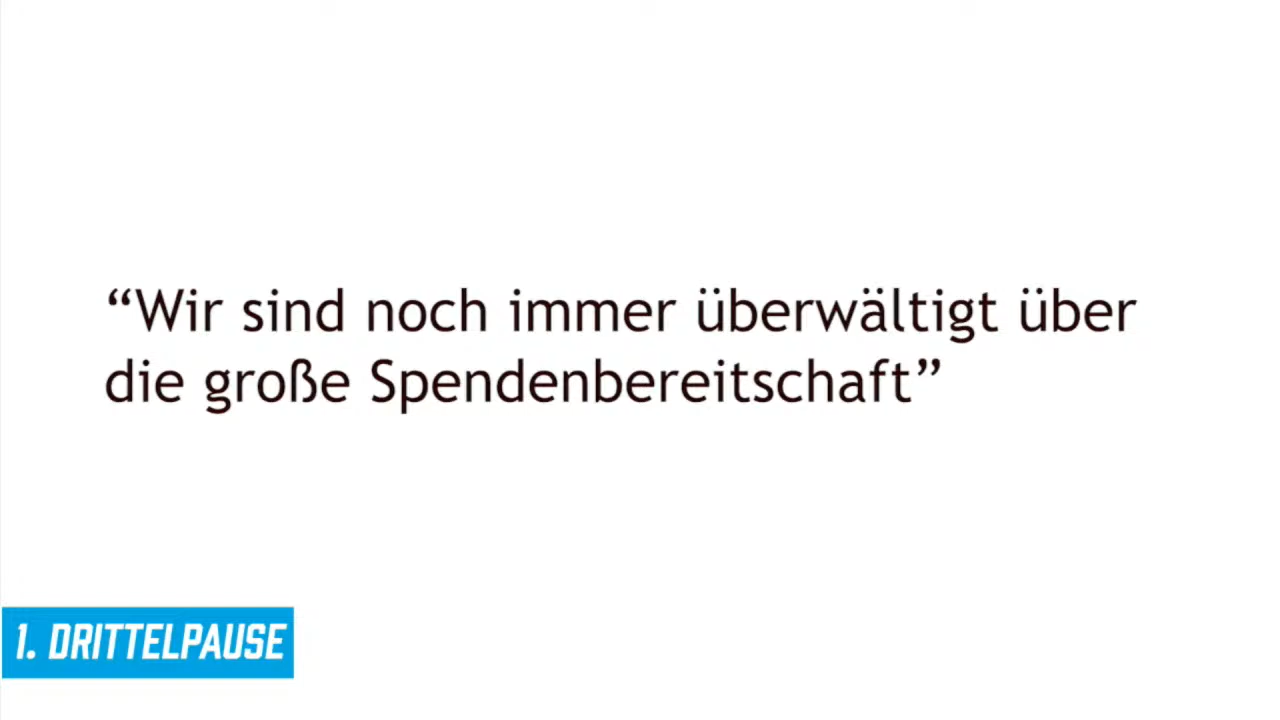 “Wir sind noch immer überwältigt über
die große Spendenbereitschaft”
1. DRITTELPAUSE